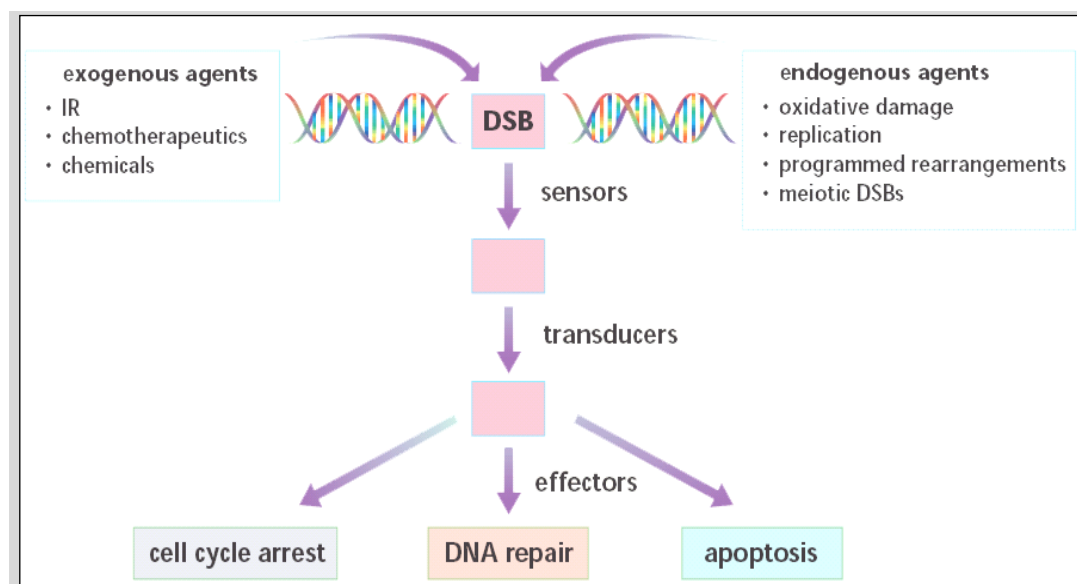 exogenous agents
· IR
· chemotherapeutics
· chemicals
DSB
endogenous agents
· oxidative damage
· replication
· programmed rearrangements
· meiotic DSBs
sensors
transducers
effectors
cell cycle arrest
DNA repair
apoptosis